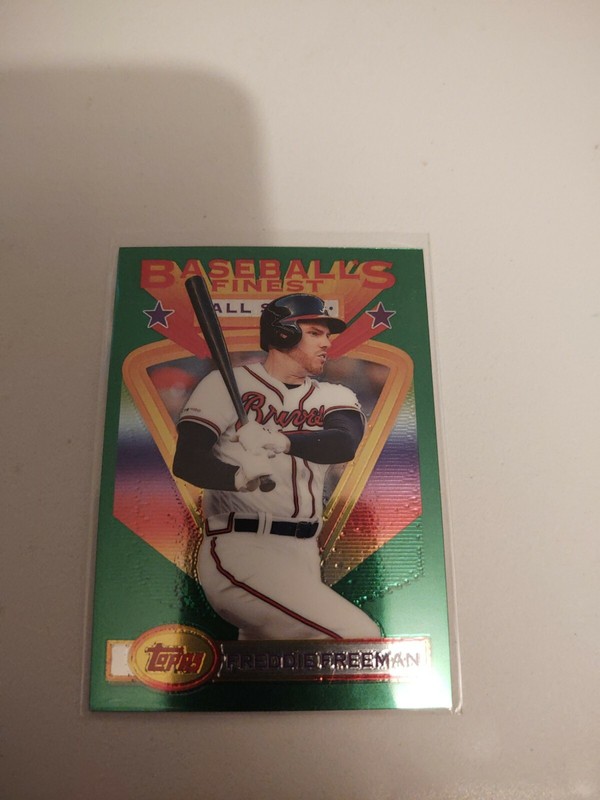 BASEBALL'S
FINEST
ALL
Braves
TOPPS
FREDDIE FREEMAN